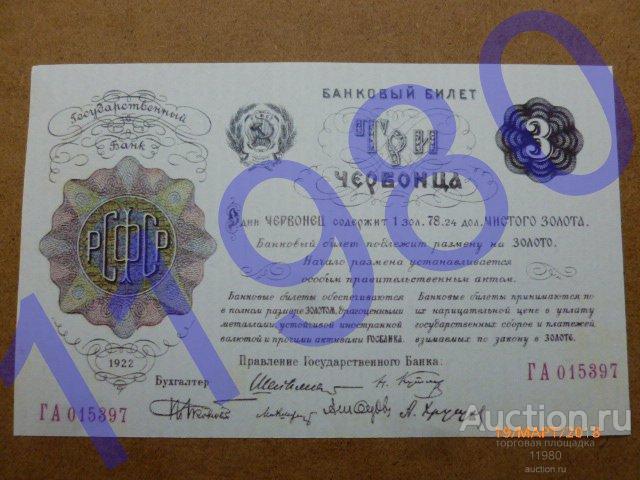 Государственный
Банк
БАНКОВЫЙ БИЛЕТ
ТРИ
ЧЕРВОНЦА
3
Один ЧЕРВОНЕЦ содержит 1 зол. 78.24 дол. ЧИСТОГО ЗОЛОТА.
Банковый билет подлежит размену на ЗОЛОТО.
Начало размена устанавливается
особым правительственным актом.
РСФСР
Банковые билеты обеспечиваются
в полном размере ЗОЛОТОМ, драгоценными
металлами, устойчивой иностранной
валютой и прочими активами ГОСБАНКА.
Банковые билеты принимаются по
их нарицательной цене в уплату
государственных сборов и платежей
взимаемых по закону в ЗОЛОТЕ.
1922
Правление Государственного Банка:
Бухгалтер
ГА 015397
ГА 015397
11980
Auction.ru
19/МАРТ/2018
торговая площадка
11980
auction.ru